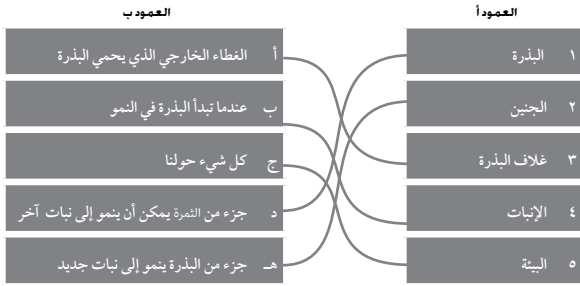 العمود أ
العمود ب
١ البذرة
أ الغطاء الخارجي الذي يحمي البذرة
٢ الجنين
ب عندما تبدأ البذرة في النمو
٣ غلاف البذرة
ج كل شيء حولنا
٤ الإنبات
د جزء من الثمرة يمكن أن ينمو إلى نبات آخر
٥ البيئة
هـ جزء من البذرة ينمو إلى نبات جديد